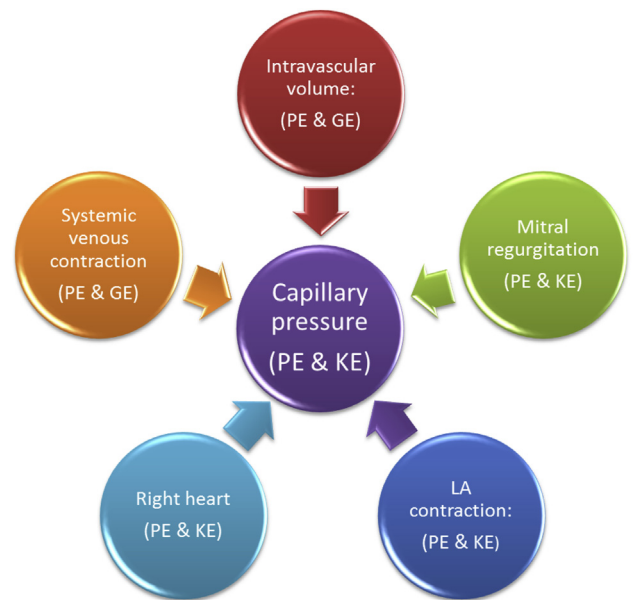 Intravascular
volume:
(PE & GE)
Systemic
venous
contraction
(PE & GE)
Mitral
regurgitation
(PE & KE)
Capillary
pressure
(PE & KE)
Right heart
(PE & KE)
LA
contraction:
(PE & KE)